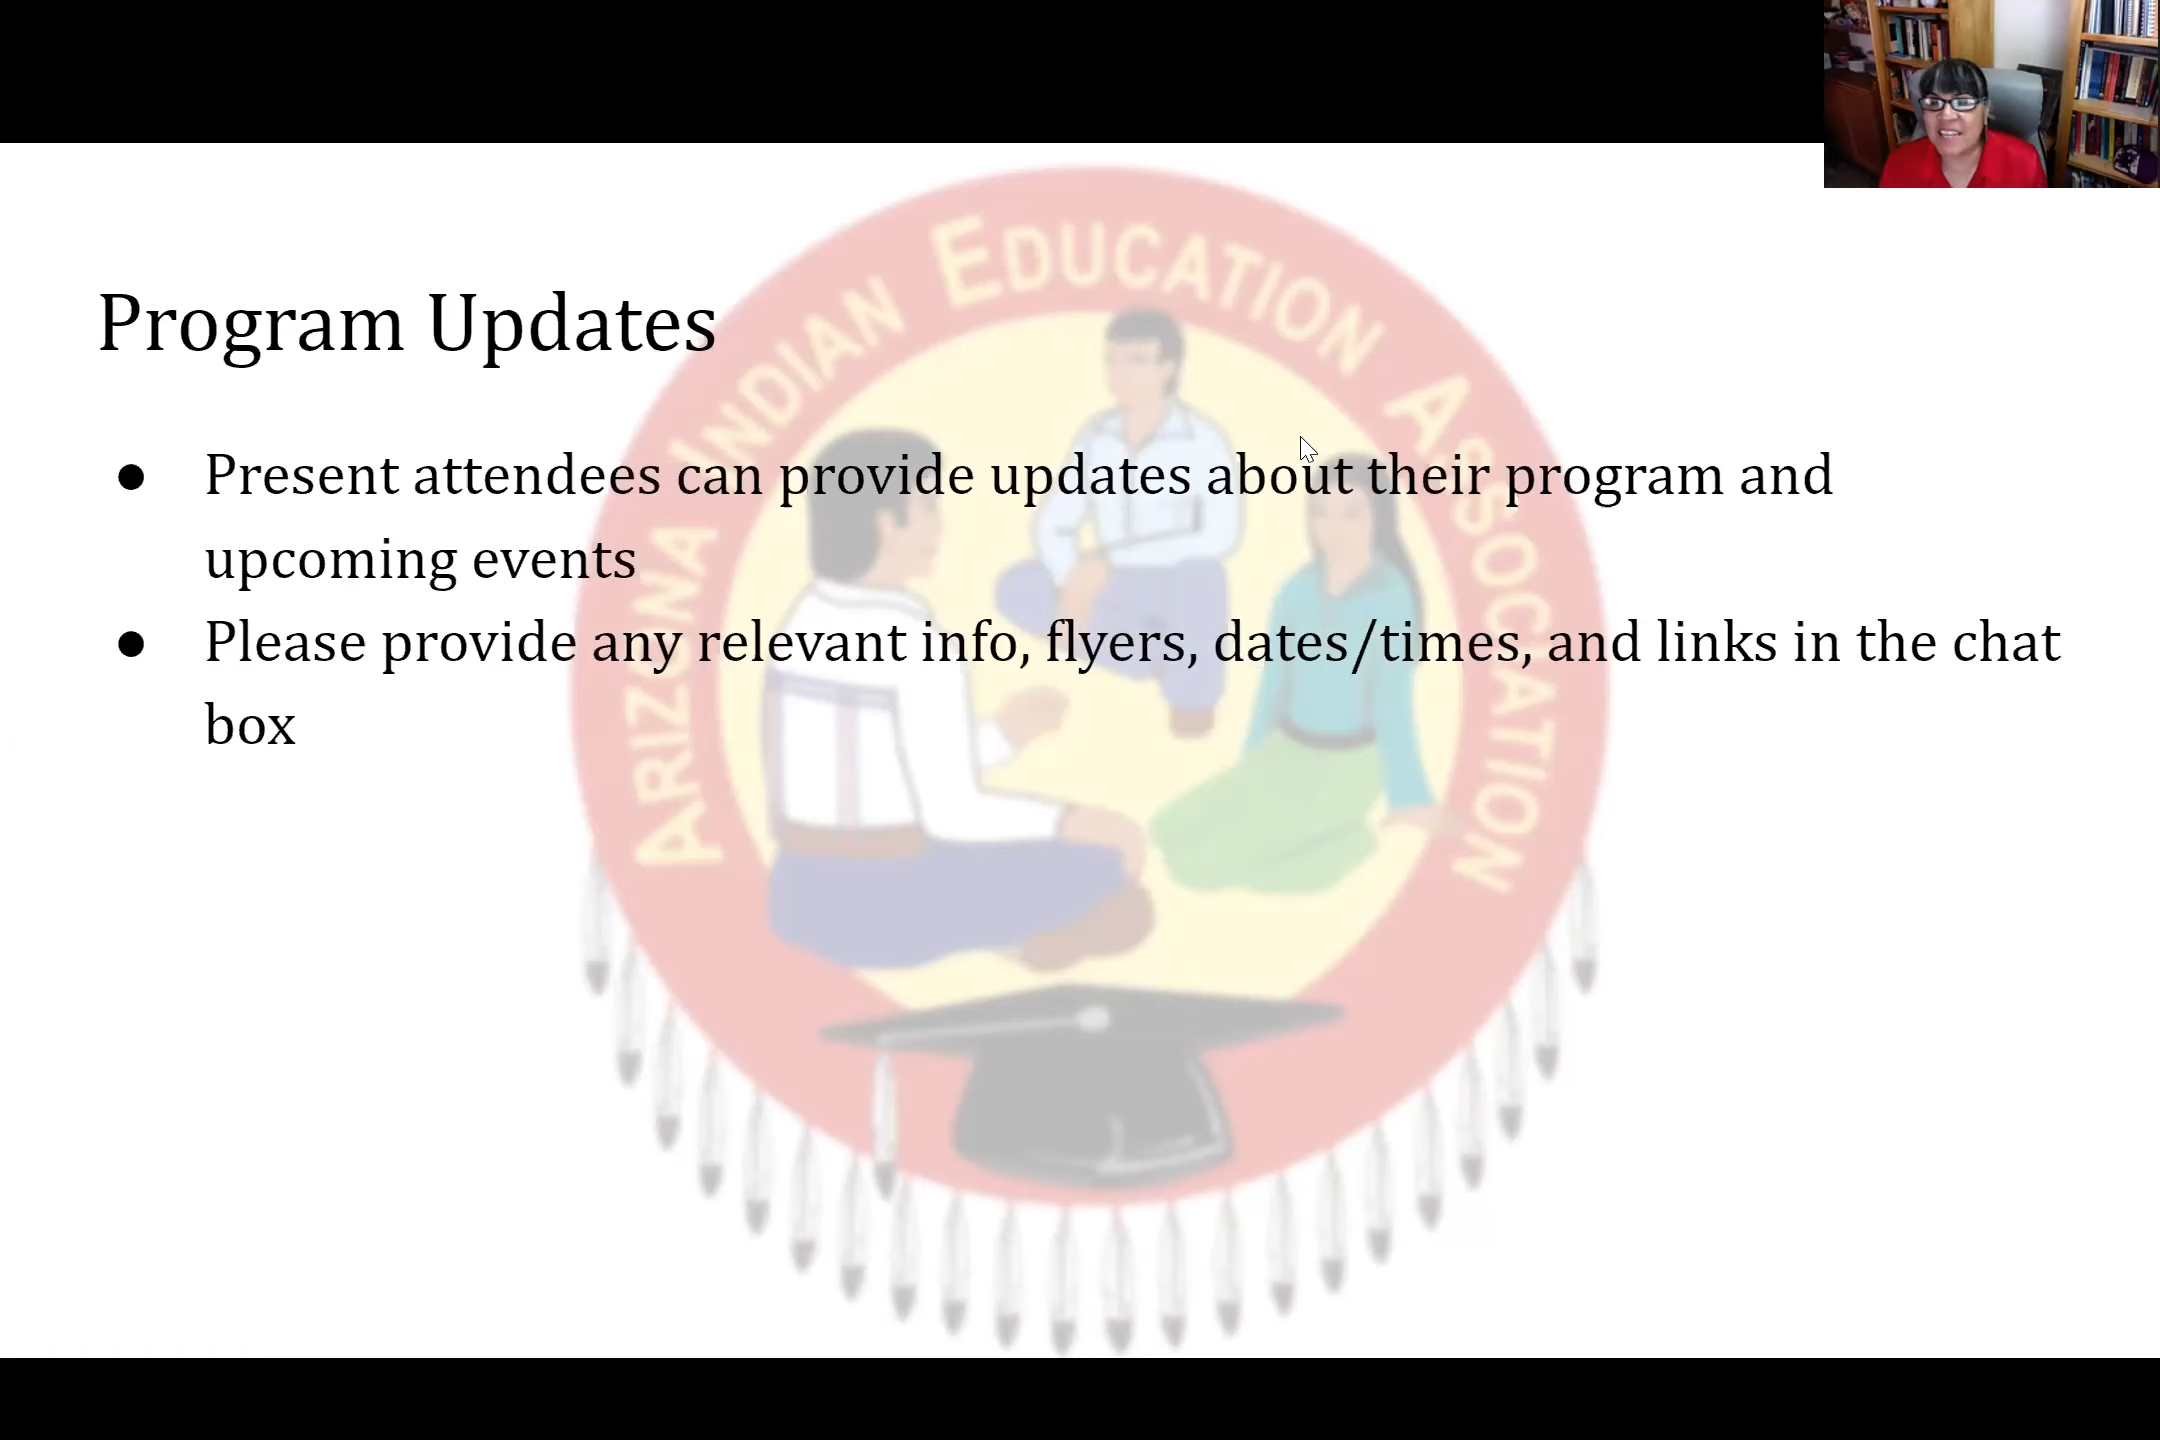 ARIZONA INDIAN EDUCATION ASSOCIATION
Program Updates
● Present attendees can provide updates about their program and
upcoming events
● Please provide any relevant info, flyers, dates/times, and links in the chat
box